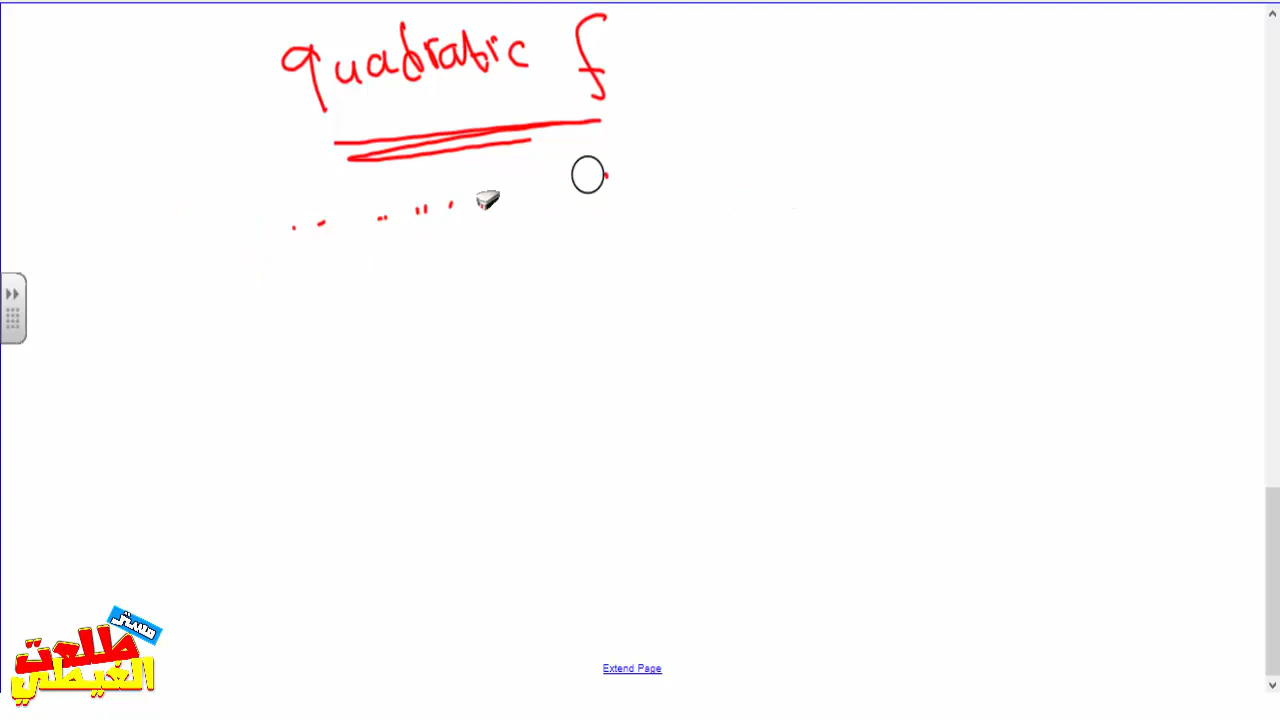 quadratic f
Extend Page
مستر
طلعت
الغيطي